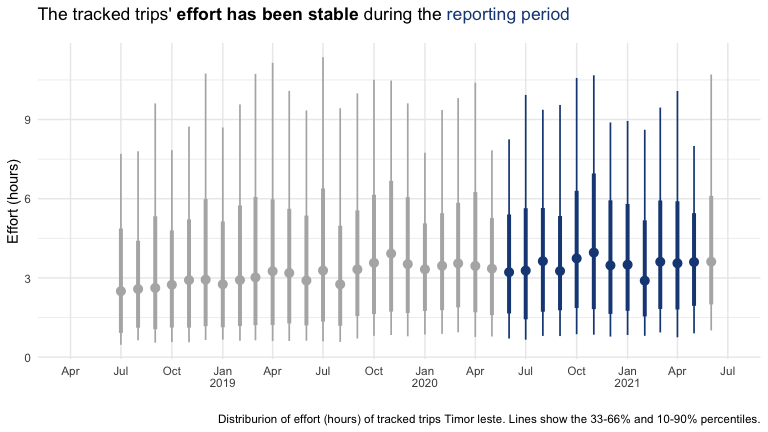 The tracked trips' effort has been stable during the reporting period
Effort (hours)
9
6
3
0
Apr Jul Oct Jan Apr Jul Oct Jan Apr Jul Oct Jan Apr Jul
2019 2020 2021
Distriburion of effort (hours) of tracked trips Timor leste. Lines show the 33-66% and 10-90% percentiles.